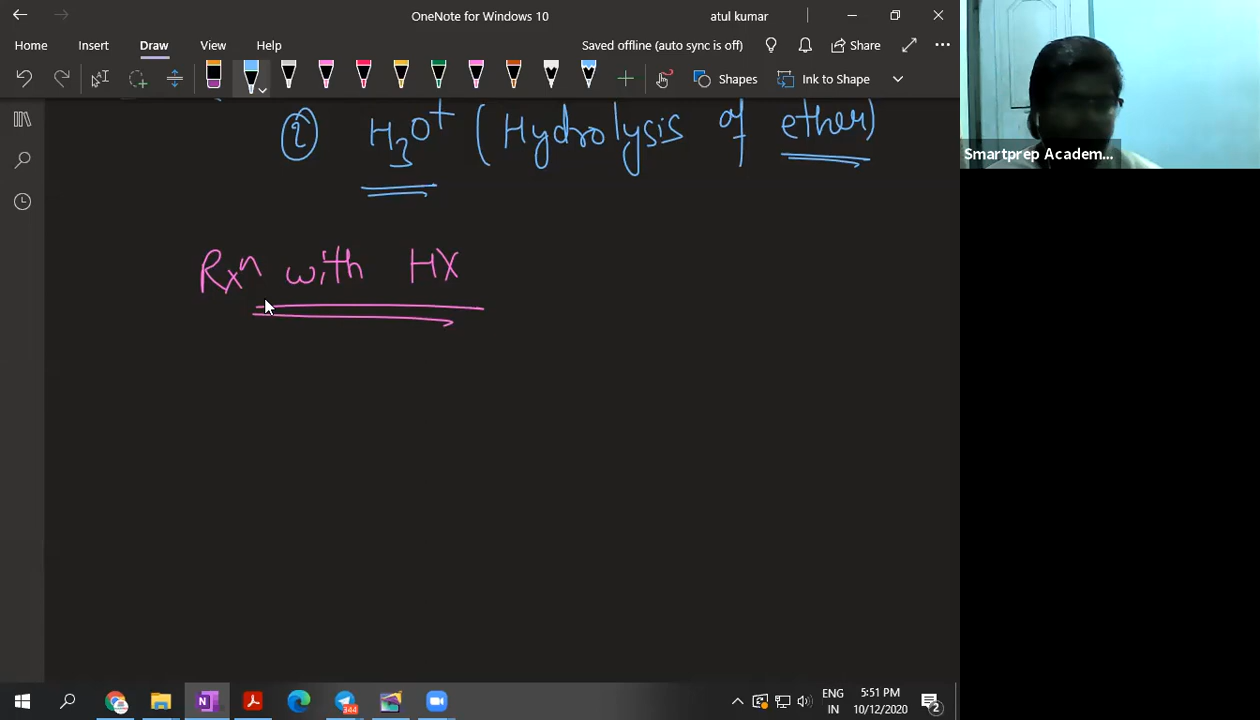 OneNote for Windows 10
atul kumar
Home Insert Draw View Help
Saved offline (auto sync is off)
Share
Shapes
Ink to Shape
② H3O+ (Hydrolysis of ether)
Smartprep Academ...
Rxn with HX
344
ENG
IN
5:51 PM
10/12/2020
2